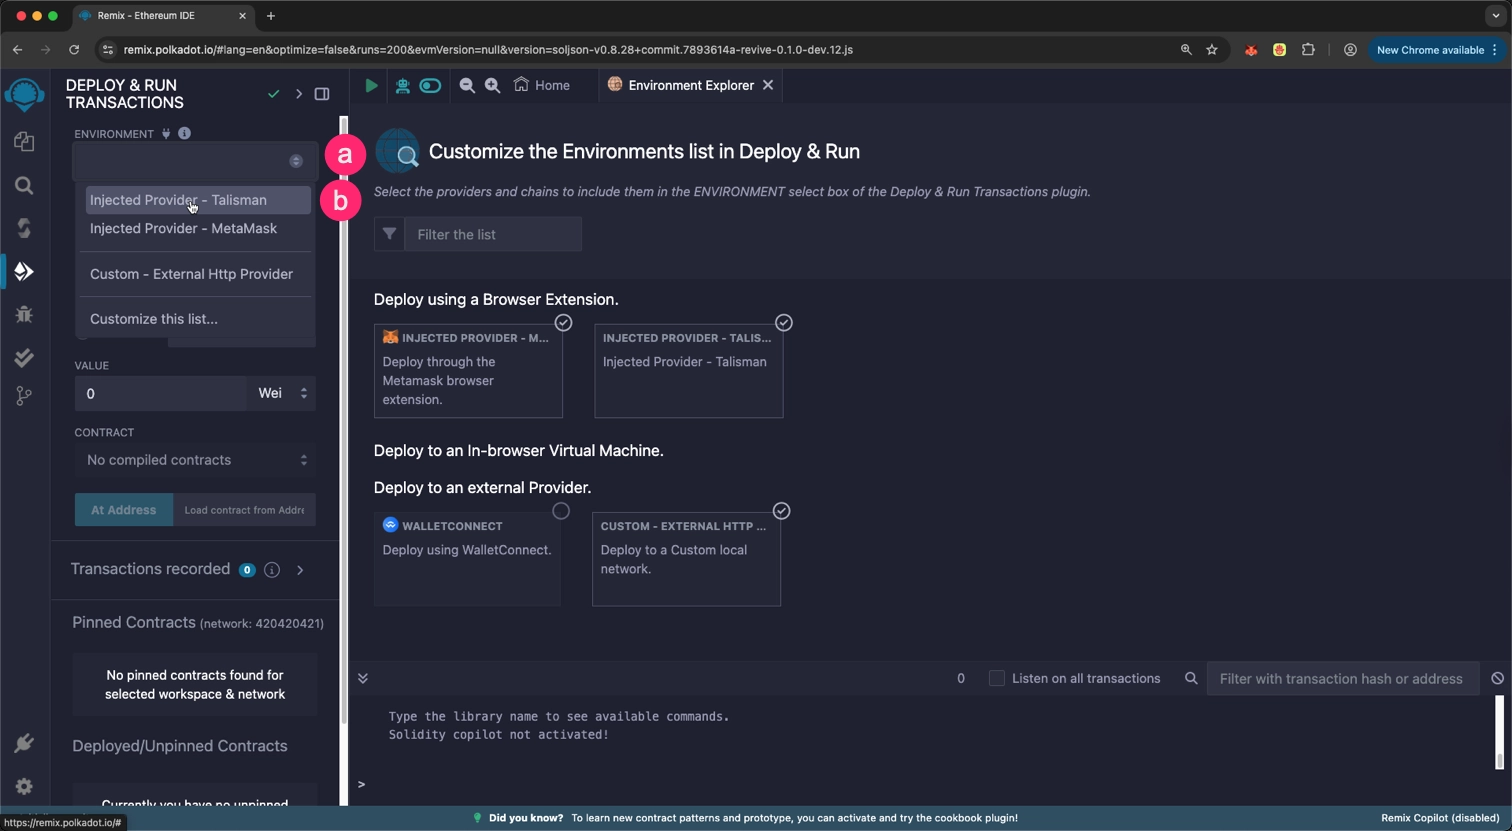 Remix - Ethereum IDE
remix.polkadot.io/#lang=en&optimize=false&runs=200&evmVersion=null&version=soljson-v0.8.28+commit.7893614a-revive-0.1.0-dev.12.js
New Chrome available
DEPLOY & RUN
TRANSACTIONS
Home
Environment Explorer
ENVIRONMENT
a
b
Injected Provider - Talisman
Injected Provider - MetaMask
Custom - External Http Provider
Customize this list...
VALUE
0
Wei
CONTRACT
No compiled contracts
At Address
Load contract from Addre
Transactions recorded 0
Pinned Contracts (network: 420420421)
No pinned contracts found for
selected workspace & network
Deployed/Unpinned Contracts
Currently you have no unpinned
Customize the Environments list in Deploy & Run
Select the providers and chains to include them in the ENVIRONMENT select box of the Deploy & Run Transactions plugin.
Filter the list
Deploy using a Browser Extension.
INJECTED PROVIDER - M...
Deploy through the
Metamask browser
extension.
INJECTED PROVIDER - TALIS...
Injected Provider - Talisman
Deploy to an In-browser Virtual Machine.
Deploy to an external Provider.
WALLETCONNECT
Deploy using WalletConnect.
CUSTOM - EXTERNAL HTTP ...
Deploy to a Custom local
network.
0
Listen on all transactions
Filter with transaction hash or address
Type the library name to see available commands.
Solidity copilot not activated!
>
https://remix.polkadot.io/#
Did you know? To learn new contract patterns and prototype, you can activate and try the cookbook plugin!
Remix Copilot (disabled)